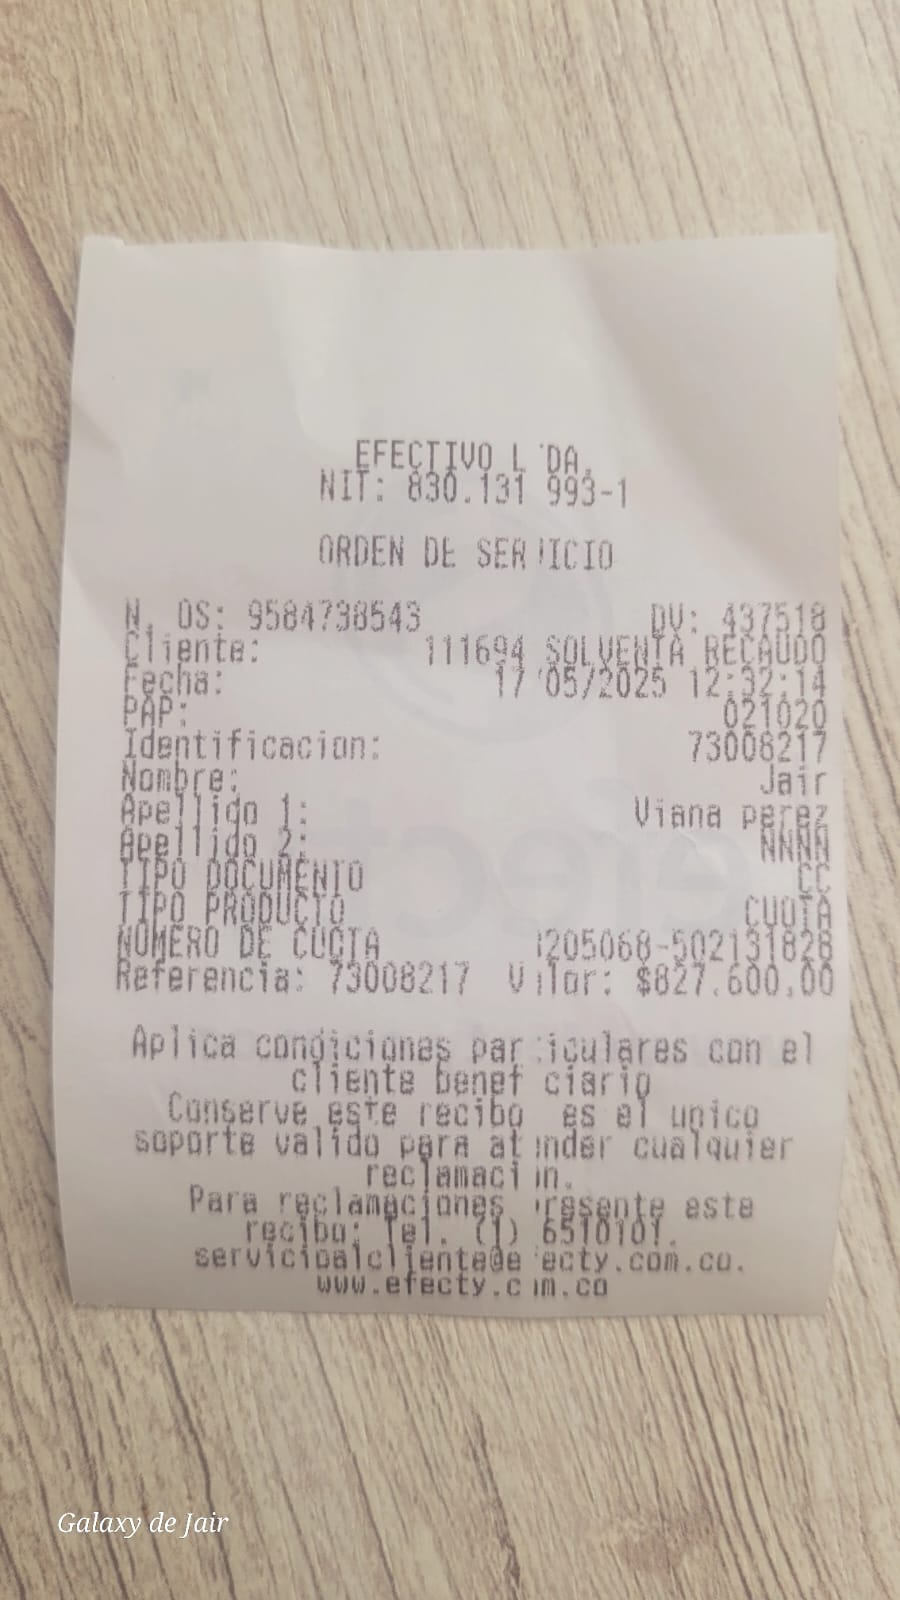 EFECTIVO L DA.
NIT: 830.131 993-1
ORDEN DE SER ICIO
N. OS: 9584738543 DV: 437518
Cliente: 111694 SOLVENTA RECAUDO
Fecha: 17 05/2025 12:32:14
PAP: 021020
Identificacion: 73008217
Nombre: Jair
Apellido 1: Viana perez
Apellido 2: NNNN
TIPO DOCUMENTO CC
TIPO PRODUCTO CUOTA
NUMERO DE CUOTA 1205068-502131828
Referencia: 73008217 V lor: $827.600,00
Aplica condiciones par iculares con el
cliente benef ciario
Conserve este recibo es el unico
soporte valido para at nder cualquier
reclamaci n.
Para reclamaciones presente este
recibo: Tel. (1) 6510101.
servicioalcliente@e ecty.com.co.
www.efecty.c m.co
Galaxy de Jair